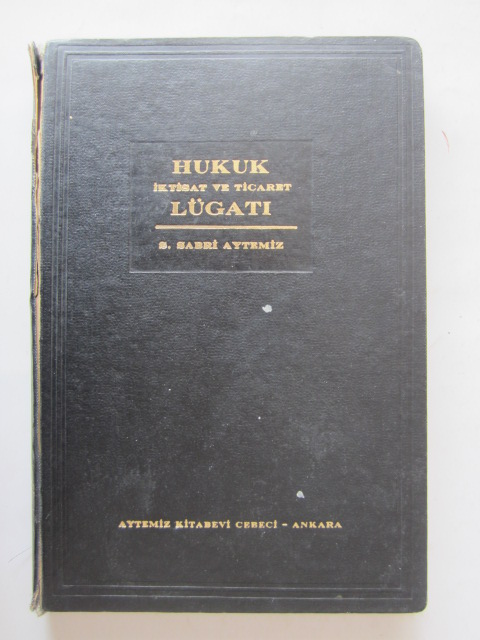 HUKUK
İKTİSAT VE TİCARET
LÜGATI
S. SABRİ AYTEMİZ
AYTEMİZ KİTABEVİ CEBECİ – ANKARA